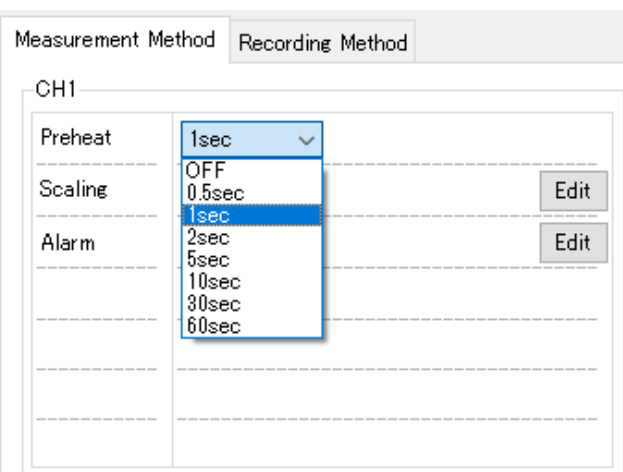 Measurement Method Recording Method
CH1
Preheat 1sec
OFF
Scaling 0.5sec Edit
1sec
Alarm 2sec Edit
5sec
10sec
30sec
60sec